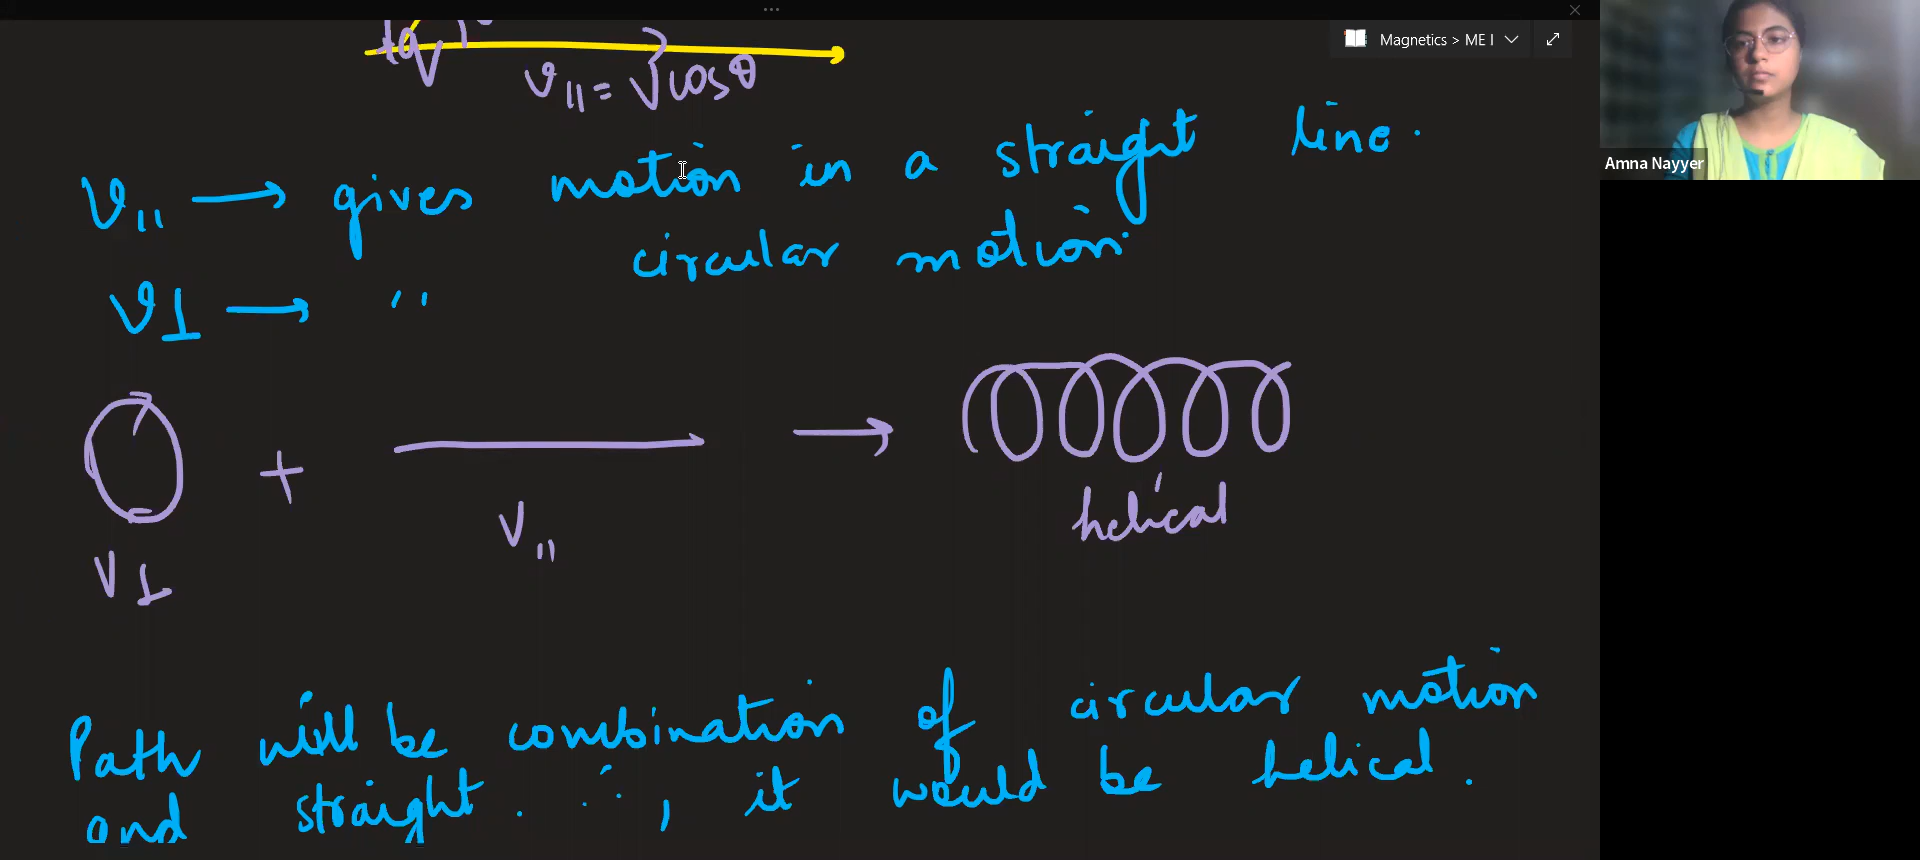 Magnetics > ME I
+q
v|| = v cosθ
Amna Nayyer
v|| → gives motion in a straight line.
v⊥ → " circular motion.
+ →
v⊥ v|| helical
Path will be combination of circular motion
and straight. ∴, it would be helical.